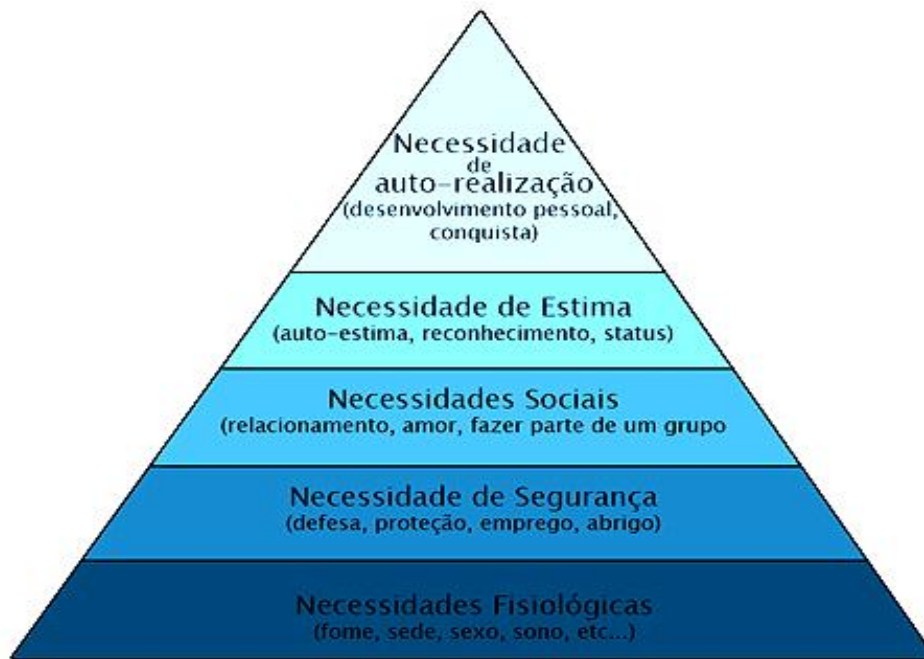 Necessidade
de
auto-realização
(desenvolvimento pessoal,
conquista)
Necessidade de Estima
(auto-estima, reconhecimento, status)
Necessidades Sociais
(relacionamento, amor, fazer parte de um grupo
Necessidade de Segurança
(defesa, proteção, emprego, abrigo)
Necessidades Fisiológicas
(fome, sede, sexo, sono, etc...)